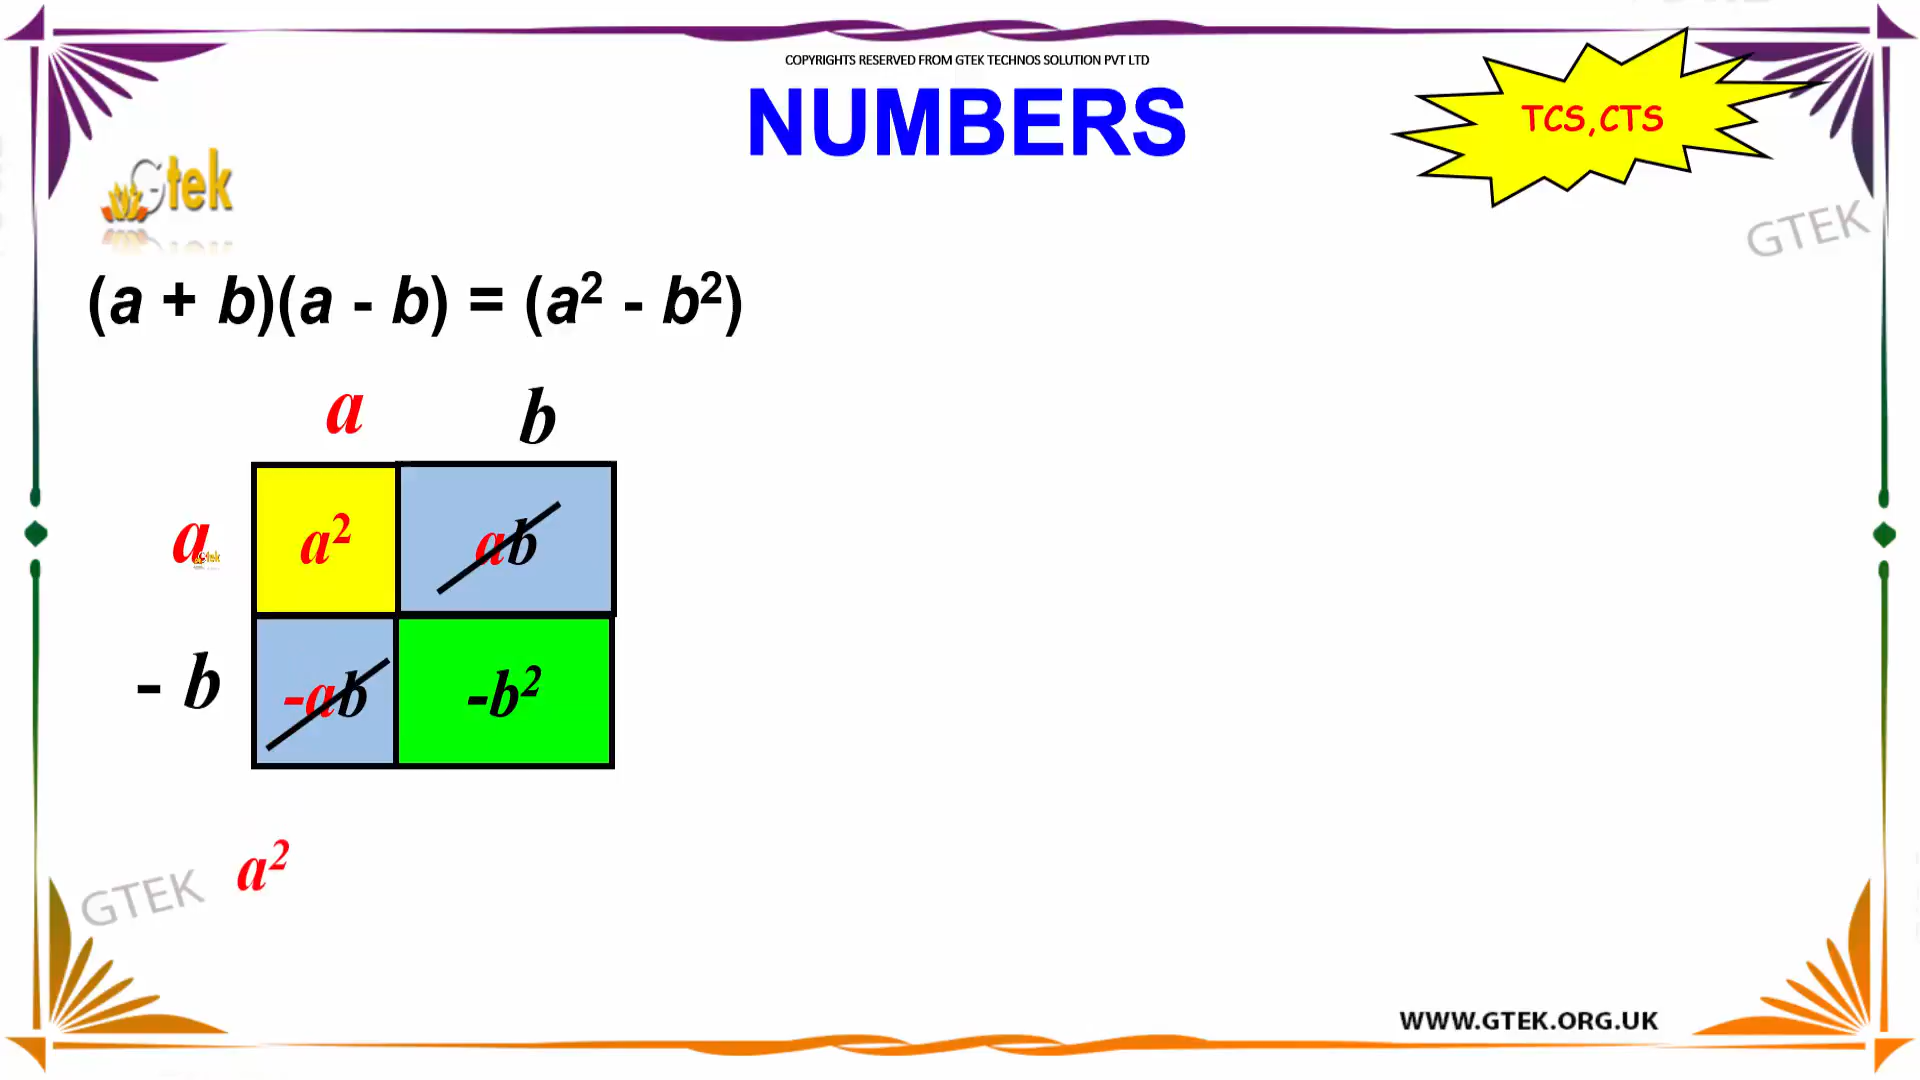 COPYRIGHTS RESERVED FROM GTEK TECHNOS SOLUTION PVT LTD
NUMBERS
TCS,CTS
Gtek
GTEK
(a + b)(a - b) = (a² - b²)
a b
a a² ab
Gtek
- b -ab -b²
a²
GTEK
WWW.GTEK.ORG.UK